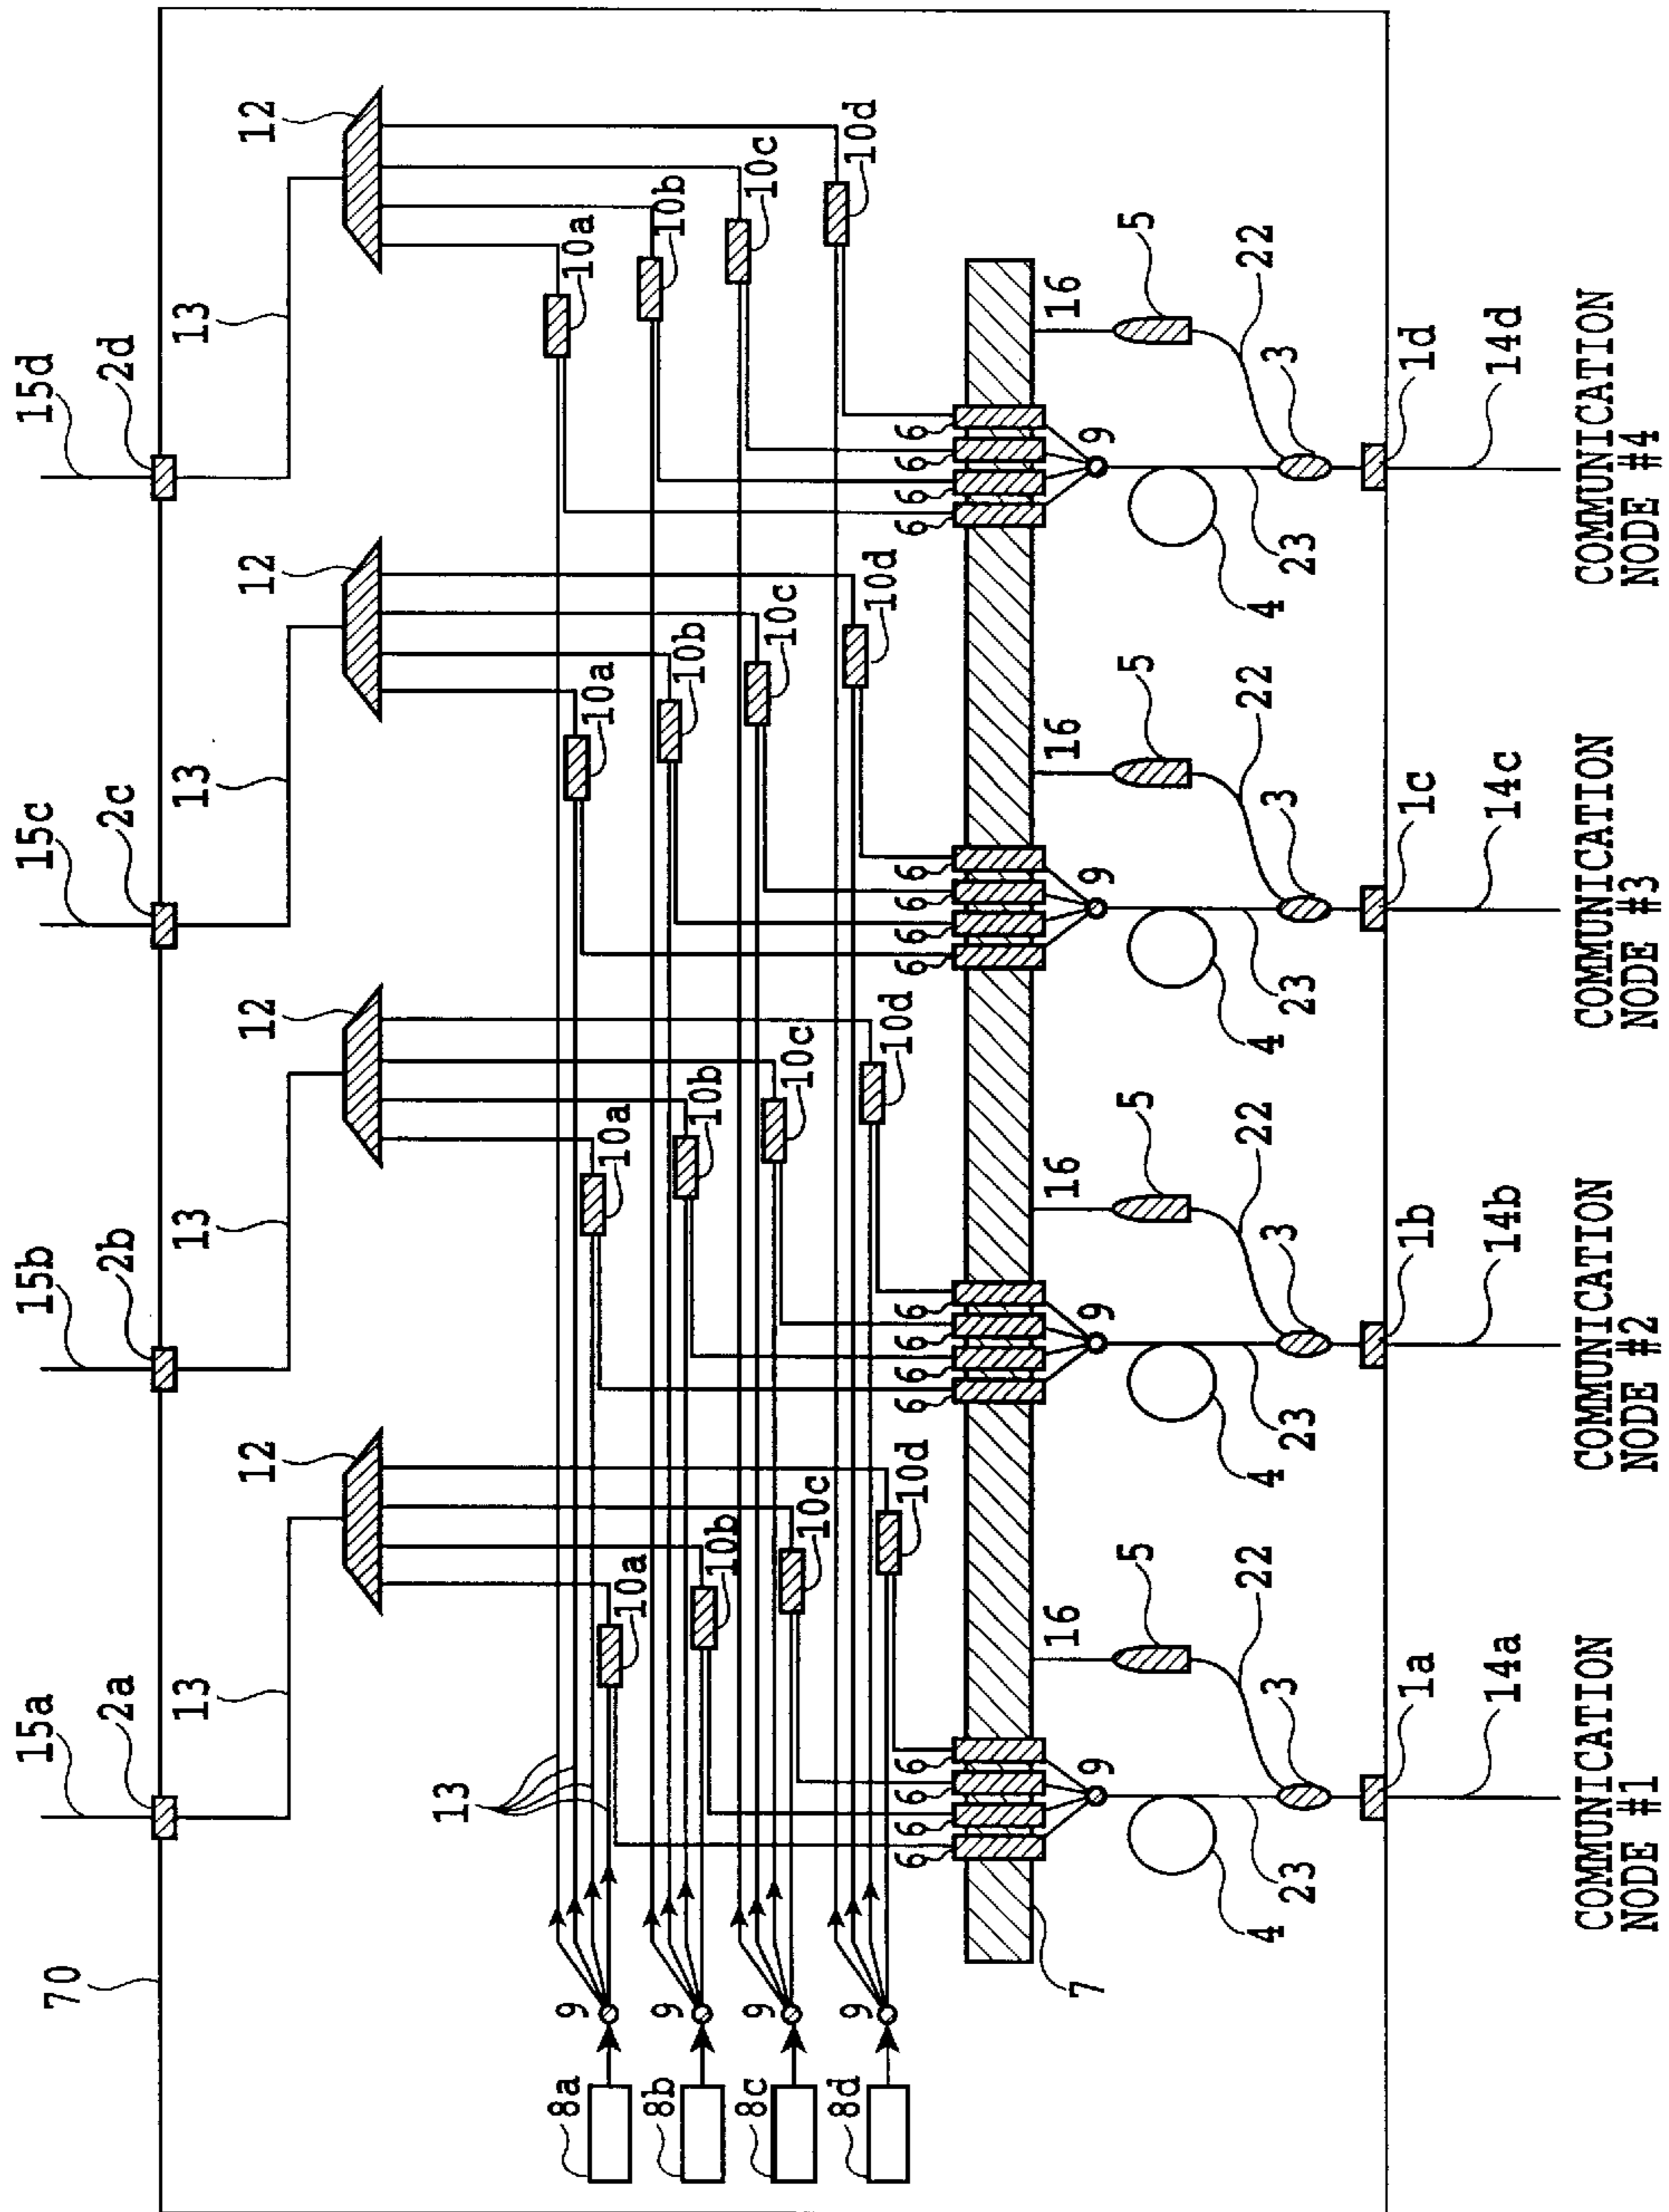 70
15a
15b
15c
15d
2a
2b
2c
2d
13
13
13
13
12
12
12
12
13
8a
9
8b
9
8c
9
8d
9
10a
10b
10c
10d
10a
10b
10c
10d
10a
10b
10c
10d
10a
10b
10c
10d
7
6
6
6
6
9
16
6
6
6
6
9
16
6
6
6
6
9
16
6
6
6
6
9
16
4
23
3
5
22
4
23
3
5
22
4
23
3
5
22
4
23
3
5
22
1a
1b
1c
1d
14a
14b
14c
14d
COMMUNICATION
NODE #1
COMMUNICATION
NODE #2
COMMUNICATION
NODE #3
COMMUNICATION
NODE #4